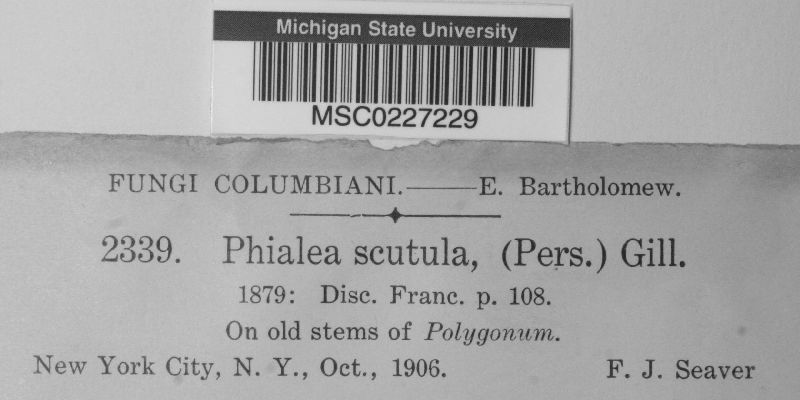 Michigan State University
MSC0227229
FUNGI COLUMBIANI.——E. Bartholomew.
2339. Phialea scutula, (Pers.) Gill.
1879: Disc. Franc. p. 108.
On old stems of Polygonum.
New York City, N. Y., Oct., 1906. F. J. Seaver